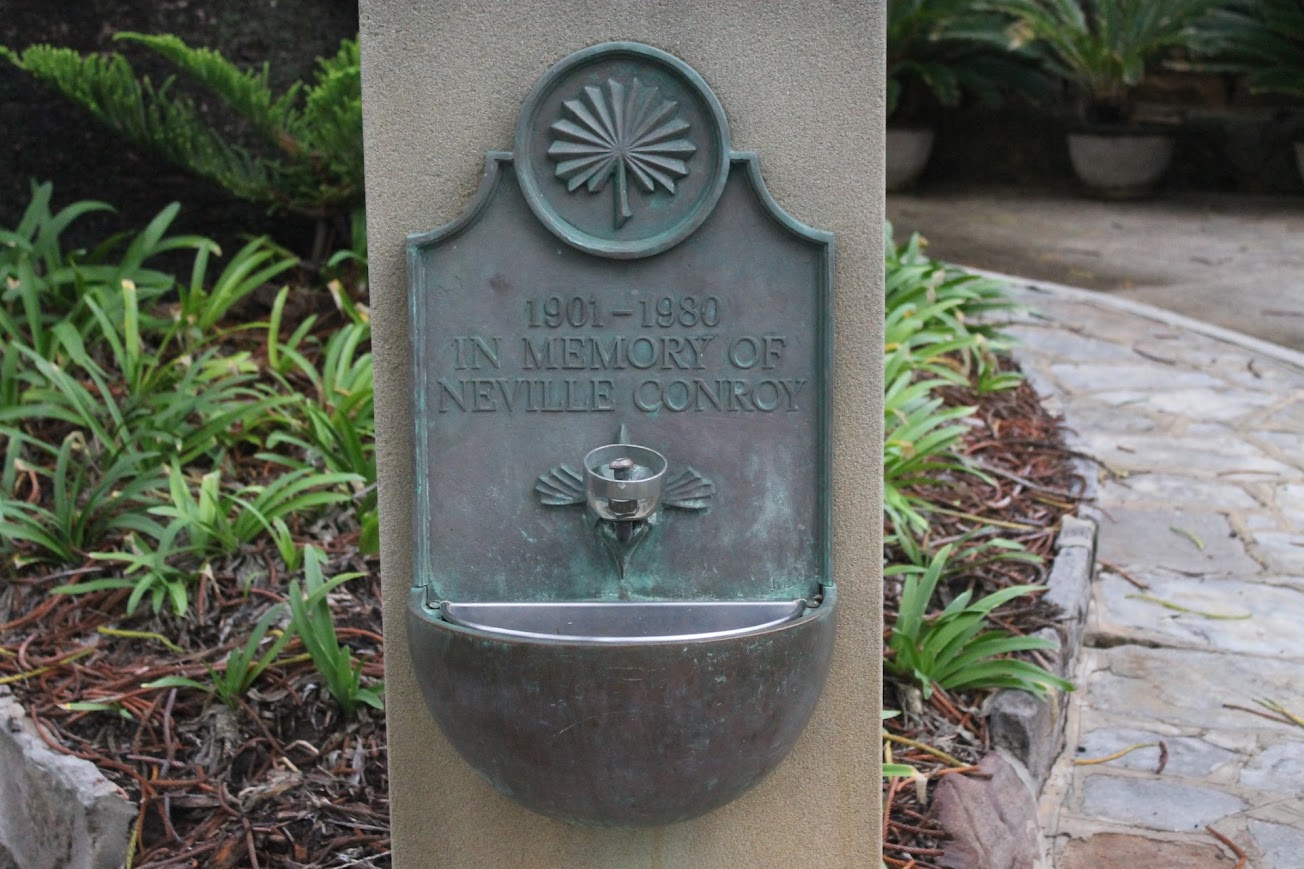 1901-1980
IN MEMORY OF
NEVILLE CONROY